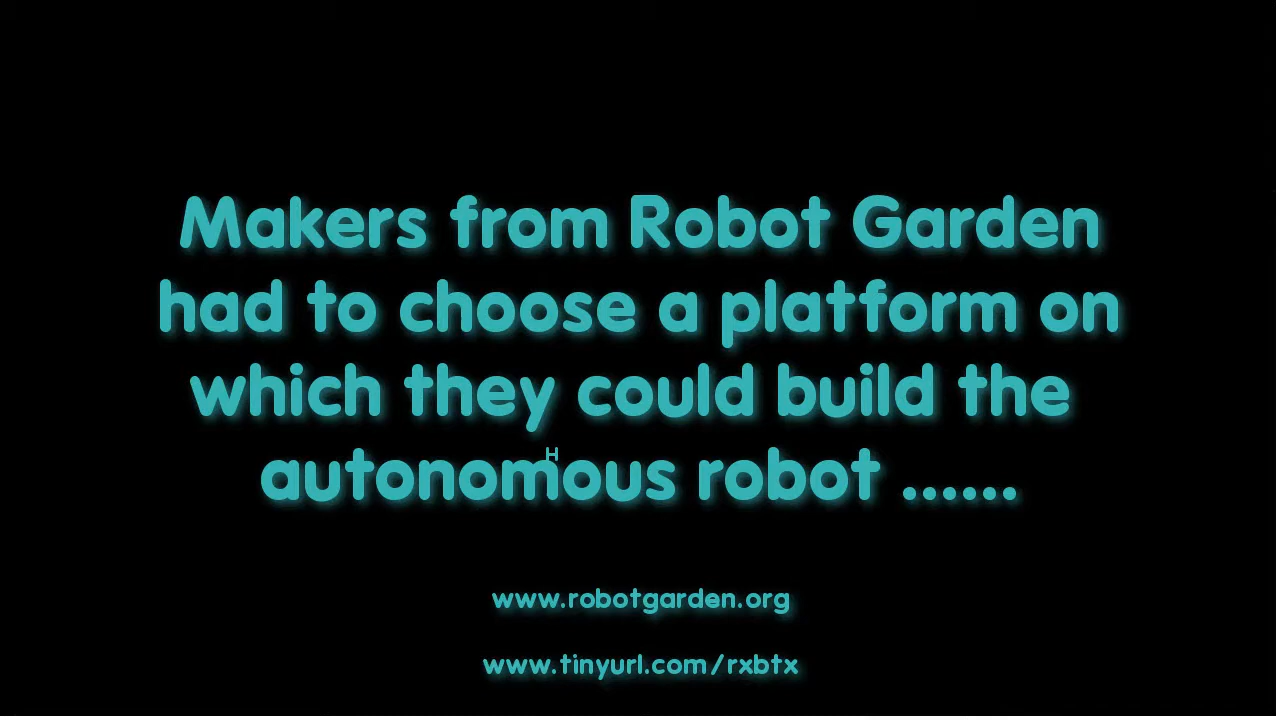 Makers from Robot Garden
had to choose a platform on
which they could build the
H
autonomous robot ......
www.robotgarden.org
www.tinyurl.com/rxbtx